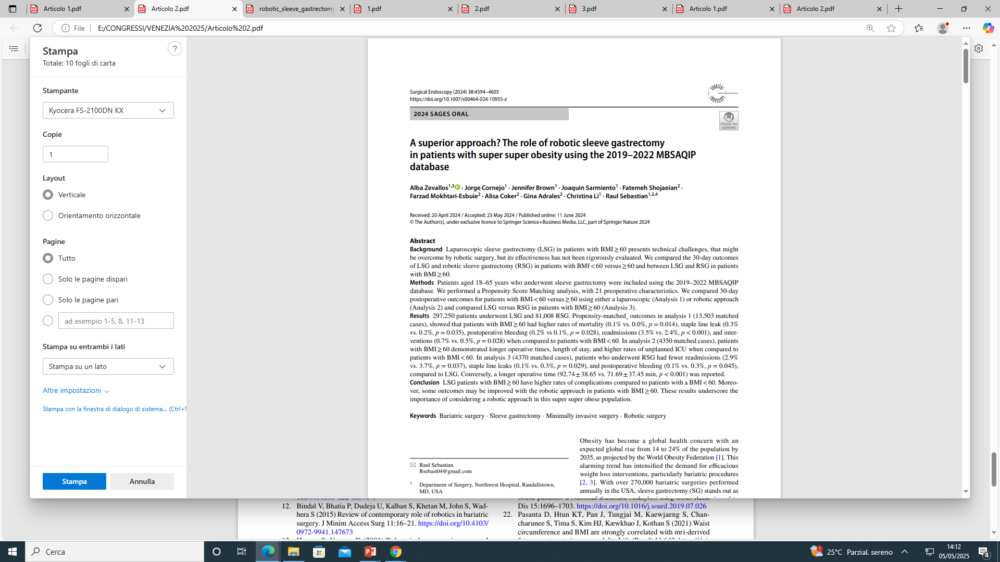 Articolo 1.pdf
Articolo 2.pdf
robotic_sleeve_gastrectomy
1.pdf
2.pdf
3.pdf
Articolo 1.pdf
Articolo 2.pdf
File
E:/CONGRESSI/VENEZIA%202025/Articolo%202.pdf
Stampa
Totale: 10 fogli di carta
?
Stampante
Kyocera FS-2100DN KX
Copie
1
Layout
Verticale
Orientamento orizzontale
Pagine
Tutto
Solo le pagine dispari
Solo le pagine pari
ad esempio 1-5, 8, 11-13
Stampa su entrambi i lati
Stampa su un lato
Altre impostazioni
Stampa con la finestra di dialogo di sistema... (Ctrl+S
Stampa
Annulla
Surgical Endoscopy (2024) 38:4594–4603
https://doi.org/10.1007/s00464-024-10955-z
SURGICAL
ENDOSCOPY
2024 SAGES ORAL
Check for
updates
A superior approach? The role of robotic sleeve gastrectomy
in patients with super super obesity using the 2019–2022 MBSAQIP
database
Alba Zevallos1,3 · Jorge Cornejo1 · Jennifer Brown1 · Joaquin Sarmiento1 · Fatemeh Shojaeian2 ·
Farzad Mokhtari-Esbuie2 · Alisa Coker2 · Gina Adrales2 · Christina Li1 · Raul Sebastian1,2,4
Received: 20 April 2024 / Accepted: 23 May 2024 / Published online: 11 June 2024
© The Author(s), under exclusive licence to Springer Science+Business Media, LLC, part of Springer Nature 2024
Abstract
Background Laparoscopic sleeve gastrectomy (LSG) in patients with BMI ≥ 60 presents technical challenges, that might
be overcome by robotic surgery, but its effectiveness has not been rigorously evaluated. We compared the 30-day outcomes
of LSG and robotic sleeve gastrectomy (RSG) in patients with BMI < 60 versus ≥ 60 and between LSG and RSG in patients
with BMI ≥ 60.
Methods Patients aged 18–65 years who underwent sleeve gastrectomy were included using the 2019–2022 MBSAQIP
database. We performed a Propensity Score Matching analysis, with 21 preoperative characteristics. We compared 30-day
postoperative outcomes for patients with BMI < 60 versus ≥ 60 using either a laparoscopic (Analysis 1) or robotic approach
(Analysis 2) and compared LSG versus RSG in patients with BMI ≥ 60 (Analysis 3).
Results 297,250 patients underwent LSG and 81,008 RSG. Propensity-matched¸ outcomes in analysis 1 (13,503 matched
cases), showed that patients with BMI ≥ 60 had higher rates of mortality (0.1% vs. 0.0%, p = 0.014), staple line leak (0.3%
vs. 0.2%, p = 0.035), postoperative bleeding (0.2% vs 0.1%, p = 0.028), readmissions (3.5% vs. 2.4%, p < 0.001), and inter-
ventions (0.7% vs. 0.5%, p = 0.028) when compared to patients with BMI < 60. In analysis 2 (4350 matched cases), patients
with BMI ≥ 60 demonstrated longer operative times, length of stay, and higher rates of unplanned ICU when compared to
patients with BMI < 60. In analysis 3 (4370 matched cases), patients who underwent RSG had fewer readmissions (2.9%
vs. 3.7%, p = 0.037), staple line leaks (0.1% vs. 0.3%, p = 0.029), and postoperative bleeding (0.1% vs. 0.3%, p = 0.045),
compared to LSG. Conversely, a longer operative time (92.74 ± 38.65 vs. 71.69 ± 37.45 min, p < 0.001) was reported.
Conclusion LSG patients with BMI ≥ 60 have higher rates of complications compared to patients with a BMI < 60. Moreo-
ver, some outcomes may be improved with the robotic approach in patients with BMI ≥ 60. These results underscore the
importance of considering a robotic approach in this super super obese population.
Keywords Bariatric surgery · Sleeve gastrectomy · Minimally invasive surgery · Robotic surgery
Raul Sebastian
Rsebast04@gmail.com
1 Department of Surgery, Northwest Hospital, Randallstown,
MD, USA
Obesity has become a global health concern with an
expected global rise from 14 to 24% of the population by
2035, as projected by the World Obesity Federation [1]. This
alarming trend has intensified the demand for efficacious
weight loss interventions, particularly bariatric procedures
[2, 3]. With over 270,000 bariatric surgeries performed
annually in the USA, sleeve gastrectomy (SG) stands out as
12. Bindal V, Bhatia P, Dudeja U, Kalhan S, Khetan M, John S, Wad-
hera S (2015) Review of contemporary role of robotics in bariatric
surgery. J Minim Access Surg 11:16–21. https://doi.org/10.4103/
0972-9941.147673
Dis 15:1696–1703. https://doi.org/10.1016/j.soard.2019.07.026
22. Pasanta D, Htun KT, Pan J, Tungjai M, Kaewjaeng S, Chan-
charunee S, Tima S, Kim HJ, Kæwkhao J, Kothan S (2021) Waist
circumference and BMI are strongly correlated with mri-derived
Cerca
1
25°C Parzial. sereno
14:12
05/05/2025
4